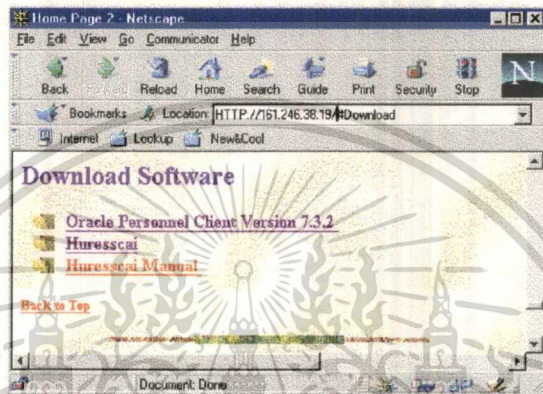 Home Page 2 - Netscape
File Edit View Go Communicator Help
Back Forward Reload Home Search Guide Print Security Stop
N
Bookmarks Location: HTTP://161.246.38.19/#Download
Internet Lookup New&Cool
Download Software
Oracle Personnel Client Version 7.3.2
Huresscai
Huresscai Manual
Back to Top
Document: Done